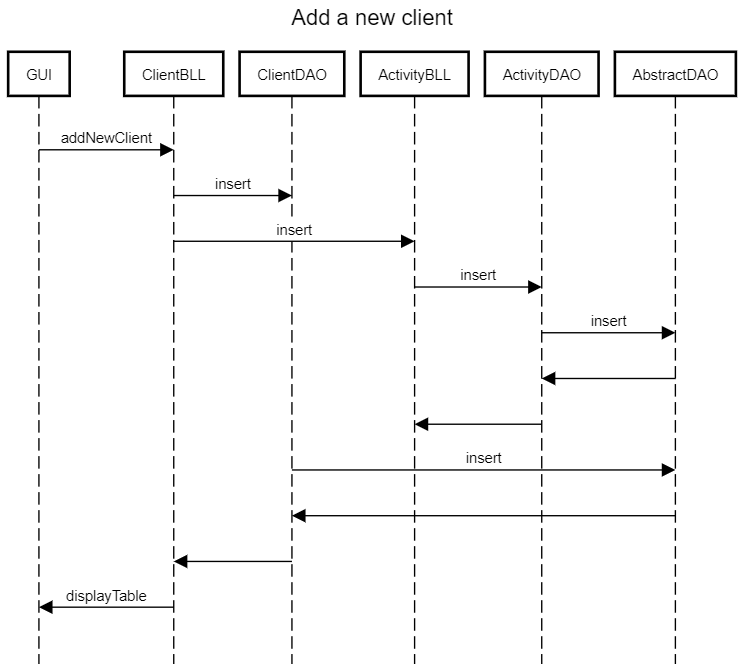 Add a new client
GUI
ClientBLL
ClientDAO
ActivityBLL
ActivityDAO
AbstractDAO
addNewClient
insert
insert
insert
insert
insert
displayTable